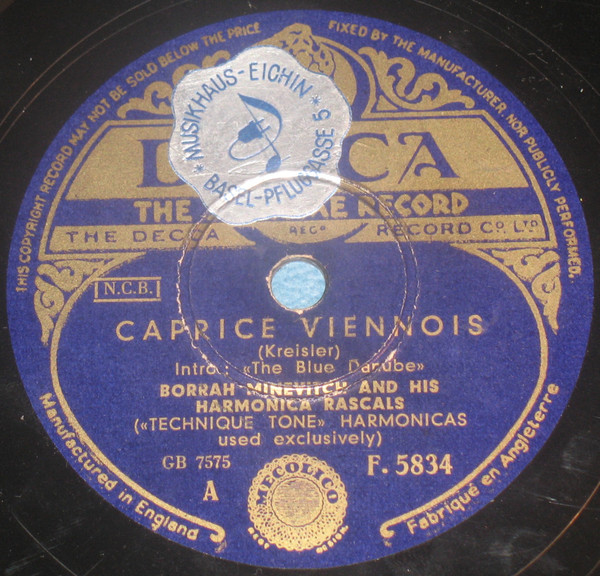 THIS COPYRIGHT RECORD MAY NOT BE SOLD BELOW THE PRICE FIXED BY THE MANUFACTURER, NOR PUBLICLY PERFORMED.
* MUSIKHAUS-EICHIN *
BASEL-PFLUGGASSE 5
D CA
THE RECORD
THE DECCA REGD RECORD CO. LTD
N.C.B.
CAPRICE VIENNOIS
(Kreisler)
Intro: «The Blue Danube»
BORRAH MINEVITCH AND HIS
HARMONICA RASCALS
(«TECHNIQUE TONE» HARMONICAS
used exclusively)
GB 7575
F. 5834
A
MECOLICO
REGD DESIGN.
Manufactured in England
Fabriqué en Angleterre